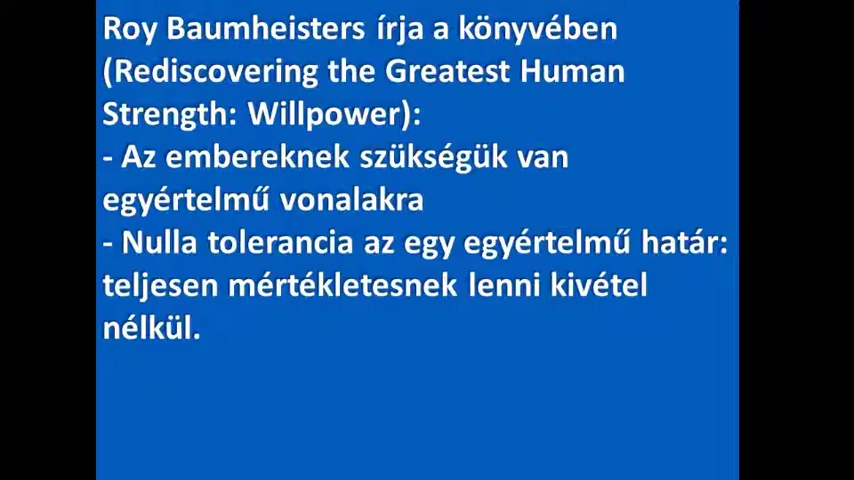 Roy Baumheisters írja a könyvében
(Rediscovering the Greatest Human
Strength: Willpower):
- Az embereknek szükségük van
egyértelmű vonalakra
- Nulla tolerancia az egy egyértelmű határ:
teljesen mértékletesnek lenni kivétel
nélkül.